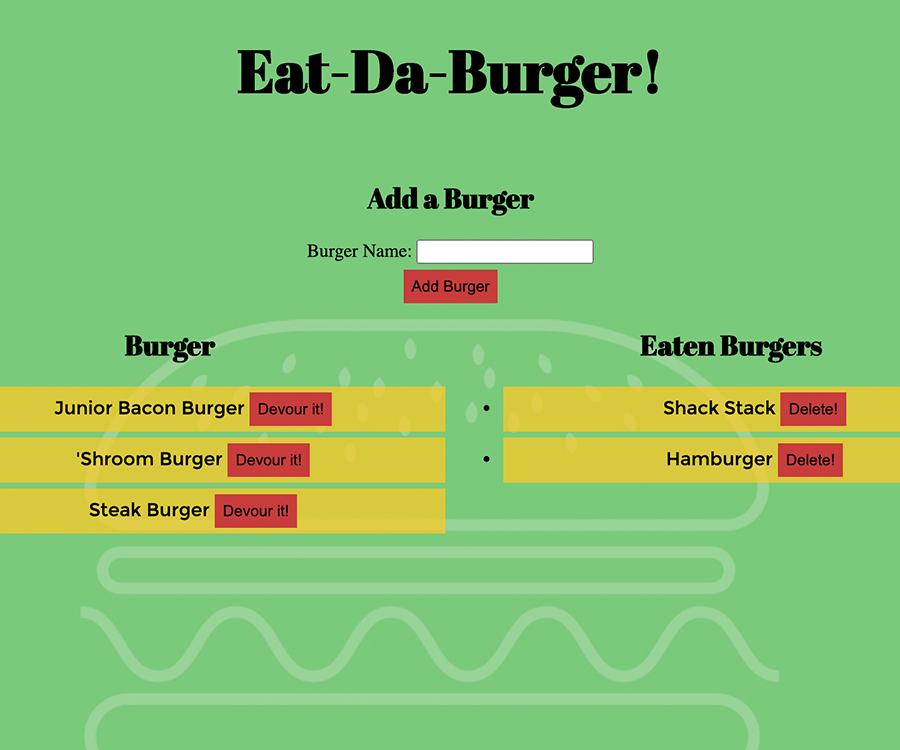 Eat-Da-Burger!
Add a Burger
Burger Name:
Add Burger
Burger
Junior Bacon Burger Devour it!
'Shroom Burger Devour it!
Steak Burger Devour it!
Eaten Burgers
Shack Stack Delete!
Hamburger Delete!